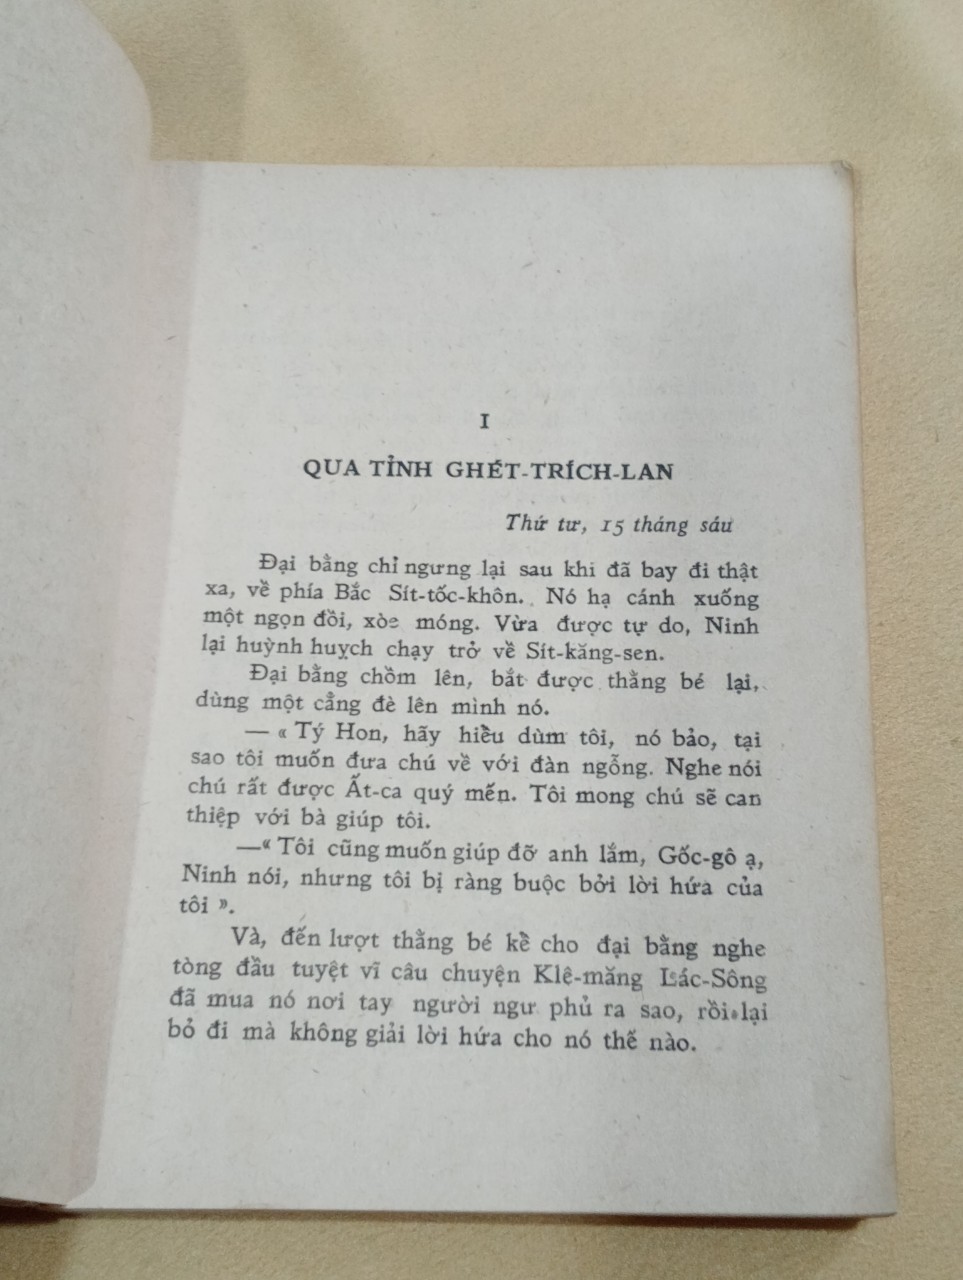 I
QUA TỈNH GHÉT-TRÍCH-LAN
Thứ tư, 15 tháng sáu
Đại bằng chỉ ngưng lại sau khi đã bay đi thật
xa, về phía Bắc Sít-tốc-khôn. Nó hạ cánh xuống
một ngọn đồi, xòe móng. Vừa được tự do, Ninh
lại huỳnh huỵch chạy trở về Sít-kăng-sen.
Đại bằng chồm lên, bắt được thằng bé lại,
dùng một cẳng đè lên mình nó.
— « Tý Hon, hãy hiểu dùm tôi, nó bảo, tại
sao tôi muốn đưa chú về với đàn ngỗng. Nghe nói
chú rất được Ất-ca quý mến. Tôi mong chú sẽ can
thiệp với bà giúp tôi.
—« Tôi cũng muốn giúp đỡ anh lắm, Gốc-gô ạ,
Ninh nói, nhưng tôi bị ràng buộc bởi lời hứa của
tôi ».
Và, đến lượt thằng bé kể cho đại bằng nghe
tòng đầu tuyệt vĩ câu chuyện Klê-măng Lác-Sông
đã mua nó nơi tay người ngư phủ ra sao, rồi lại
bỏ đi mà không giải lời hứa cho nó thế nào.